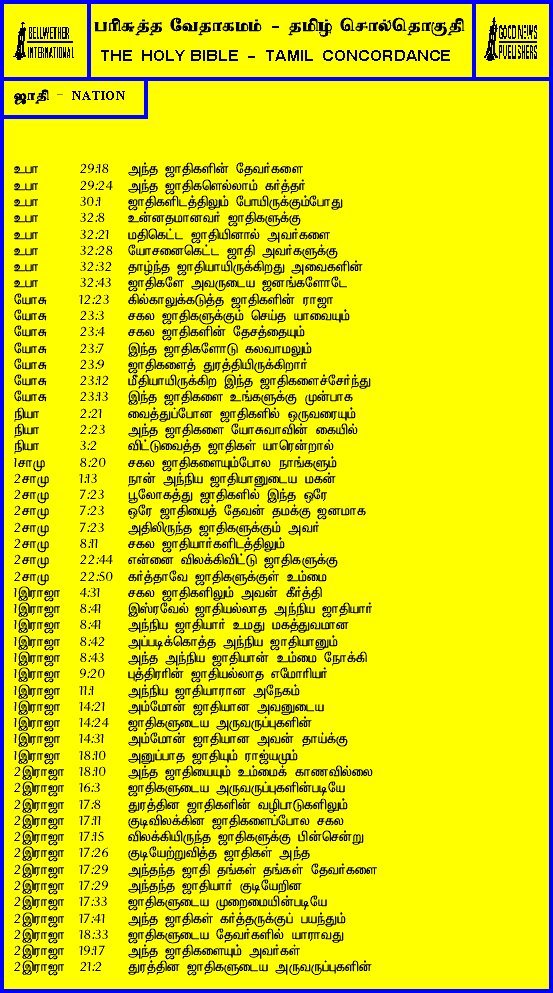 BELLWETHER INTERNATIONAL
பரிசுத்த வேதாகமம் - தமிழ் சொல்தொகுதி
THE HOLY BIBLE - TAMIL CONCORDANCE
GOOD NEWS PUBLISHERS
ஜாதி - NATION
உபா 29:18 அந்த ஜாதிகளின் தேவர்களை
உபா 29:24 அந்த ஜாதிகளெல்லாம் கர்த்தர்
உபா 30:1 ஜாதிகளிடத்திலும் போயிருக்கும்போது
உபா 32:8 உன்னதமானவர் ஜாதிகளுக்கு
உபா 32:21 மதிகெட்ட ஜாதியினால் அவர்களை
உபா 32:28 யோசனைகெட்ட ஜாதி அவர்களுக்கு
உபா 32:32 தாழ்ந்த ஜாதியாயிருக்கிறது அவைகளின்
உபா 32:43 ஜாதிகளே அவருடைய ஜனங்களோடே
யோசு 12:23 கில்காலுக்கடுத்த ஜாதிகளின் ராஜா
யோசு 23:3 சகல ஜாதிகளுக்கும் செய்த யாவையும்
யோசு 23:4 சகல ஜாதிகளின் தேசத்தையும்
யோசு 23:7 இந்த ஜாதிகளோடு கலவாமலும்
யோசு 23:9 ஜாதிகளைத் துரத்தியிருக்கிறார்
யோசு 23:12 மீதியாயிருக்கிற இந்த ஜாதிகளைச்சேர்ந்து
யோசு 23:13 இந்த ஜாதிகளை உங்களுக்கு முன்பாக
நியா 2:21 வைத்துப்போன ஜாதிகளில் ஒருவரையும்
நியா 2:23 அந்த ஜாதிகளை யோசுவாவின் கையில்
நியா 3:2 விட்டுவைத்த ஜாதிகள் யாரென்றால்
1சாமு 8:20 சகல ஜாதிகளையும்போல நாங்களும்
2சாமு 1:13 நான் அந்நிய ஜாதியானுடைய மகன்
2சாமு 7:23 பூலோகத்து ஜாதிகளில் இந்த ஒரே
2சாமு 7:23 ஒரே ஜாதியைத் தேவன் தமக்கு ஜனமாக
2சாமு 7:23 அதிலிருந்த ஜாதிகளுக்கும் அவர்
2சாமு 8:11 சகல ஜாதியார்களிடத்திலும்
2சாமு 22:44 என்னை விலக்கிவிட்டு ஜாதிகளுக்கு
2சாமு 22:50 கர்த்தாவே ஜாதிகளுக்குள் உம்மை
1இராஜா 4:31 சகல ஜாதிகளிலும் அவன் கீர்த்தி
1இராஜா 8:41 இஸ்ரவேல் ஜாதியல்லாத அந்நிய ஜாதியார்
1இராஜா 8:41 அந்நிய ஜாதியார் உமது மகத்துவமான
1இராஜா 8:42 அப்படிக்கொத்த அந்நிய ஜாதியானும்
1இராஜா 8:43 அந்த அந்நிய ஜாதியான் உம்மை நோக்கி
1இராஜா 9:20 புத்திரரின் ஜாதியல்லாத எமோரியர்
1இராஜா 11:1 அந்நிய ஜாதியாரான அநேகம்
1இராஜா 14:21 அம்மோன் ஜாதியான அவனுடைய
1இராஜா 14:24 ஜாதிகளுடைய அருவருப்புகளின்
1இராஜா 14:31 அம்மோன் ஜாதியான அவன் தாய்க்கு
1இராஜா 18:10 அனுப்பாத ஜாதியும் ராஜ்யமும்
2இராஜா 18:10 அந்த ஜாதியையும் உம்மைக் காணவில்லை
2இராஜா 16:3 ஜாதிகளுடைய அருவருப்புகளின்படியே
2இராஜா 17:8 துரத்தின ஜாதிகளின் வழிபாடுகளிலும்
2இராஜா 17:11 குடிவிலக்கின ஜாதிகளைப்போல சகல
2இராஜா 17:15 விலக்கியிருந்த ஜாதிகளுக்கு பின்சென்று
2இராஜா 17:26 குடியேற்றுவித்த ஜாதிகள் அந்த
2இராஜா 17:29 அந்தந்த ஜாதி தங்கள் தங்கள் தேவர்களை
2இராஜா 17:29 அந்தந்த ஜாதியார் குடியேறின
2இராஜா 17:33 ஜாதிகளுடைய முறைமையின்படியே
2இராஜா 17:41 அந்த ஜாதிகள் கர்த்தருக்குப் பயந்தும்
2இராஜா 18:33 ஜாதிகளுடைய தேவர்களில் யாராவது
2இராஜா 19:17 அந்த ஜாதிகளையும் அவர்கள்
2இராஜா 21:2 துரத்தின ஜாதிகளுடைய அருவருப்புகளின்